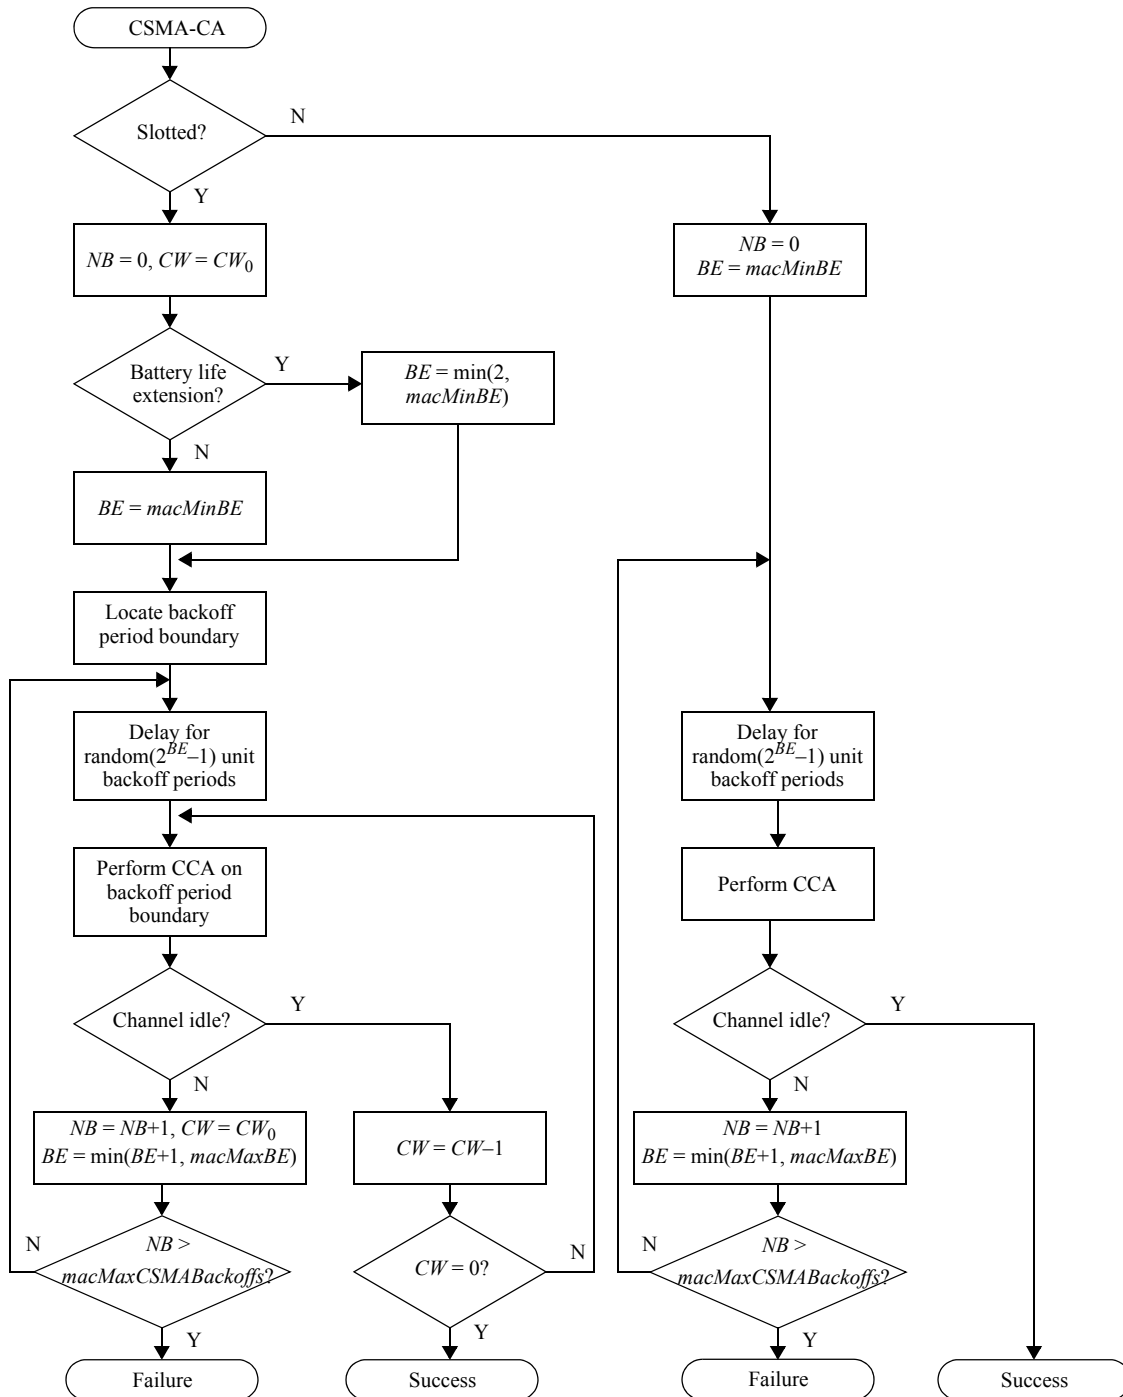 CSMA-CA
Slotted?
N
Y
NB = 0, CW = CW0
NB = 0
BE = macMinBE
Battery life
extension?
Y
BE = min(2,
macMinBE)
N
BE = macMinBE
Locate backoff
period boundary
Delay for
random(2^BE–1) unit
backoff periods
Delay for
random(2^BE–1) unit
backoff periods
Perform CCA on
backoff period
boundary
Perform CCA
Channel idle?
Y
N
Channel idle?
Y
N
NB = NB+1, CW = CW0
BE = min(BE+1, macMaxBE)
CW = CW–1
NB = NB+1
BE = min(BE+1, macMaxBE)
N
NB >
macMaxCSMABackoffs?
Y
CW = 0?
N
Y
N
NB >
macMaxCSMABackoffs?
Y
Failure
Success
Failure
Success